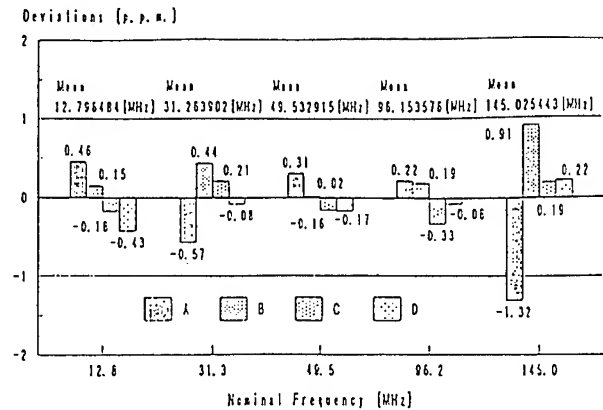 Deviations (p.p.m.)
2
Mean Mean Mean Mean Mean
12.796484(MHz) 31.263902(MHz) 49.532915(MHz) 96.153576(MHz) 145.025443(MHz)
1
0.46 0.15 0.44 0.21 0.31 0.02 0.22 0.19 0.91 0.22
0
-0.18 -0.43 -0.57 -0.08 -0.16 -0.17 -0.33 -0.06 0.19
-1
-1.32
A B C D
-2
12.8 31.3 49.5 96.2 145.0
Nominal Frequency (MHz)